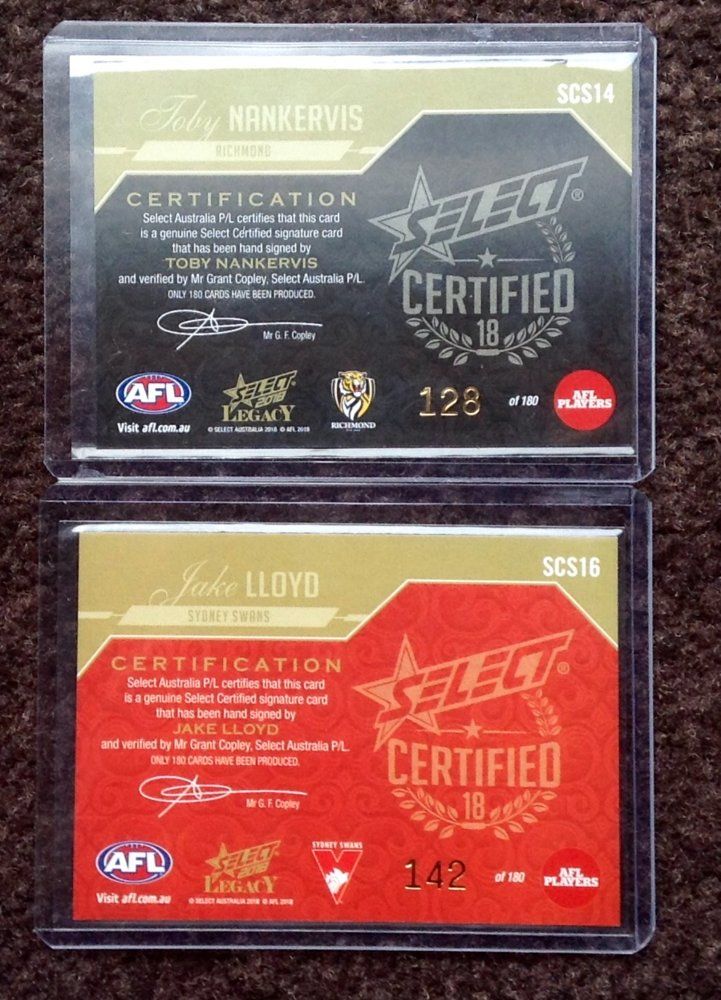 SCS14
Toby NANKERVIS
RICHMOND
CERTIFICATION
Select Australia P/L certifies that this card
is a genuine Select Certified signature card
that has been hand signed by
TOBY NANKERVIS
and verified by Mr Grant Copley, Select Australia P/L.
ONLY 180 CARDS HAVE BEEN PRODUCED.
Mr G. F. Copley
SELECT®
CERTIFIED
18
AFL
Visit afl.com.au
SELECT
2018
LEGACY
© SELECT AUSTRALIA 2018 © AFL 2018
RICHMOND
128 of 180
AFL
PLAYERS
SCS16
Jake LLOYD
SYDNEY SWANS
CERTIFICATION
Select Australia P/L certifies that this card
is a genuine Select Certified signature card
that has been hand signed by
JAKE LLOYD
and verified by Mr Grant Copley, Select Australia P/L.
ONLY 180 CARDS HAVE BEEN PRODUCED.
Mr G. F. Copley
SELECT®
CERTIFIED
18
AFL
Visit afl.com.au
SELECT
2018
LEGACY
© SELECT AUSTRALIA 2018 © AFL 2018
SYDNEY SWANS
142 of 180
AFL
PLAYERS